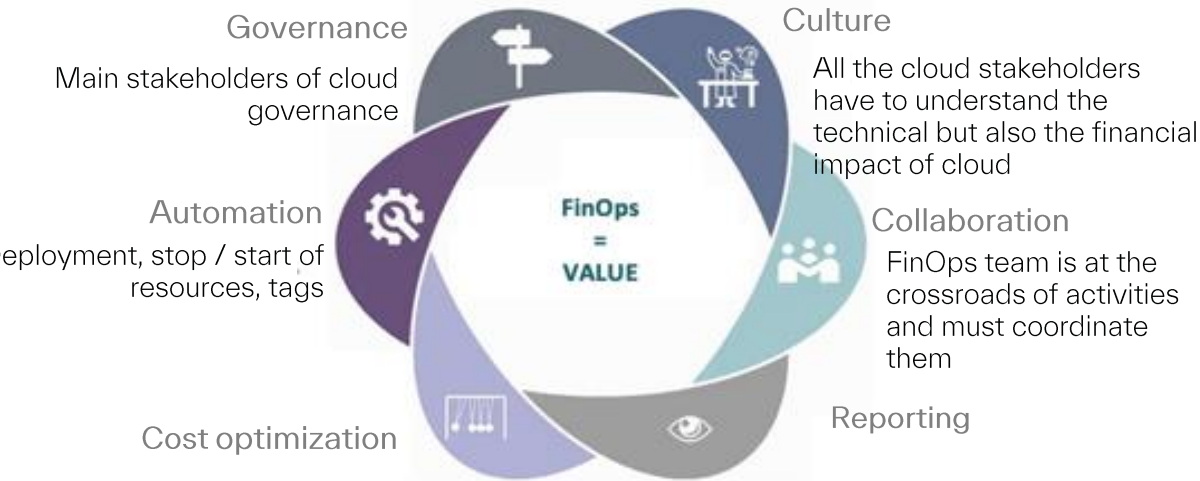 Governance
Main stakeholders of cloud
governance
Culture
All the cloud stakeholders
have to understand the
technical but also the financial
impact of cloud
Automation
eployment, stop / start of
resources, tags
FinOps
=
VALUE
Collaboration
FinOps team is at the
crossroads of activities
and must coordinate
them
Cost optimization
Reporting